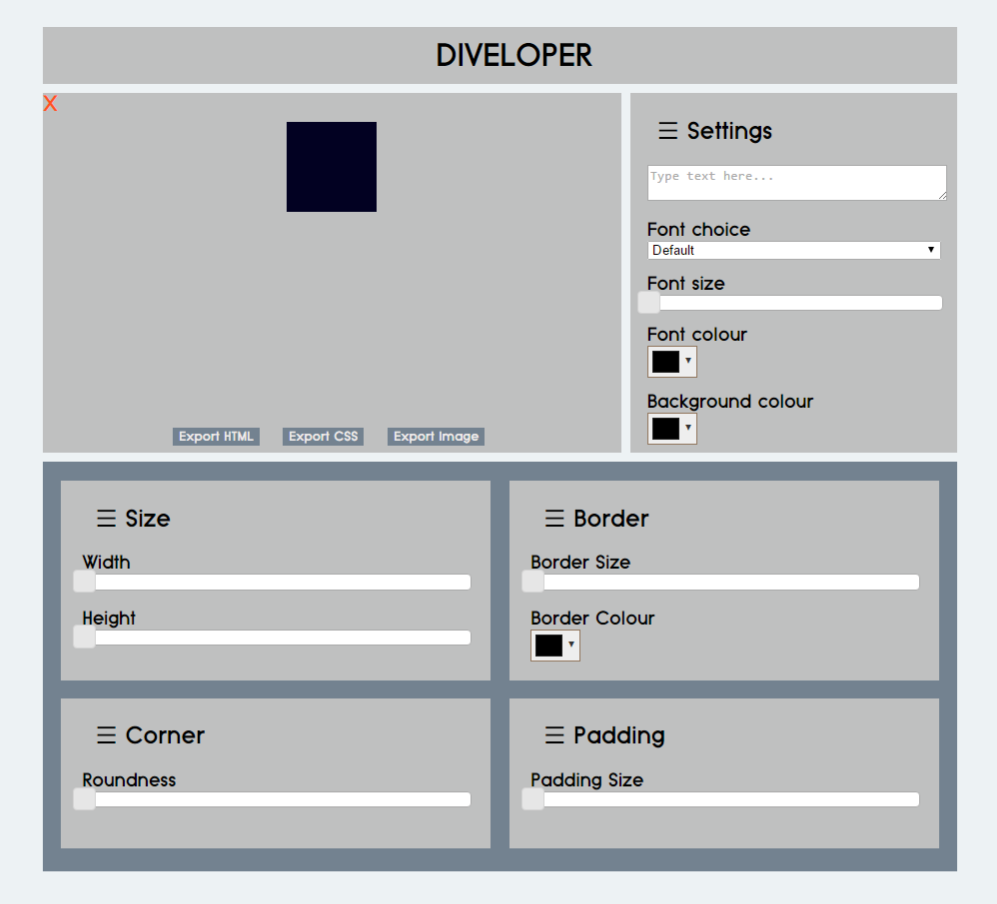 DIVELOPER
X
☰ Settings
Type text here...
Font choice
Default
Font size
Font colour
Background colour
Export HTML Export CSS Export Image
☰ Size
Width
Height
☰ Border
Border Size
Border Colour
☰ Corner
Roundness
☰ Padding
Padding Size